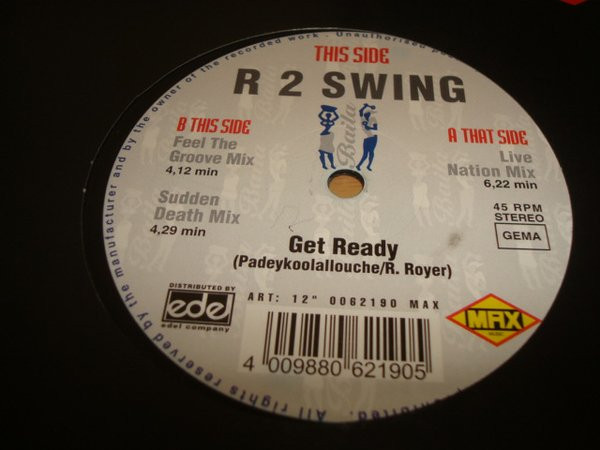 by the manufacturer and by the owner of the recorded work . Unauthorised
THIS SIDE
R 2 SWING
B THIS SIDE
Feel The
Groove Mix
4,12 min
Sudden
Death Mix
4,29 min
Baila
A THAT SIDE
Live
Nation Mix
6,22 min
45 RPM
STEREO
GEMA
Get Ready
(Padeykoolallouche/R. Royer)
DISTRIBUTED BY
edel
edel company
ART: 12" 0062190 MAX
MAX
MUSIC
4 009880 621905
All rights reserved